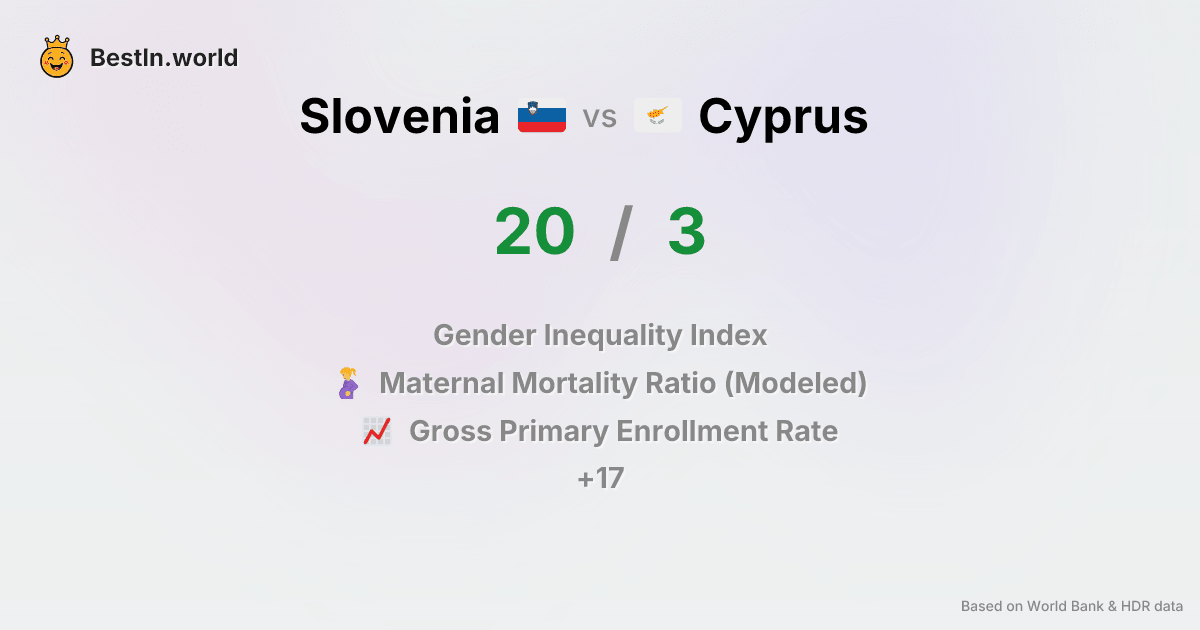 BestIn.world
Slovenia vs Cyprus
20 / 3
Gender Inequality Index
Maternal Mortality Ratio (Modeled)
Gross Primary Enrollment Rate
+17
Based on World Bank & HDR data